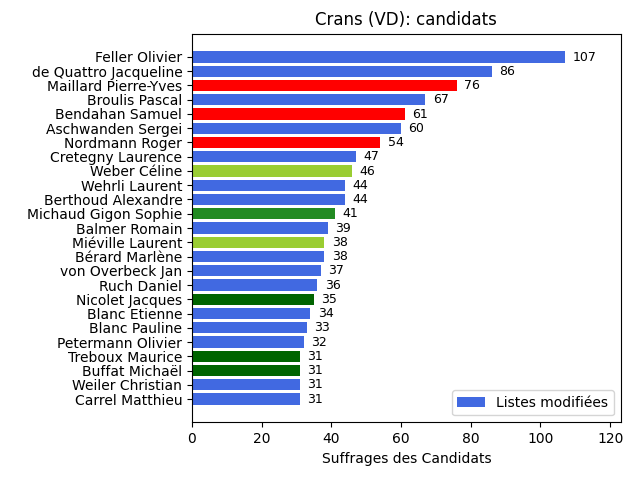 Crans (VD): candidats
Feller Olivier 107
de Quattro Jacqueline 86
Maillard Pierre-Yves 76
Broulis Pascal 67
Bendahan Samuel 61
Aschwanden Sergei 60
Nordmann Roger 54
Cretegny Laurence 47
Weber Céline 46
Wehrli Laurent 44
Berthoud Alexandre 44
Michaud Gigon Sophie 41
Balmer Romain 39
Miéville Laurent 38
Bérard Marlène 38
von Overbeck Jan 37
Ruch Daniel 36
Nicolet Jacques 35
Blanc Etienne 34
Blanc Pauline 33
Petermann Olivier 32
Treboux Maurice 31
Buffat Michaël 31
Weiler Christian 31
Carrel Matthieu 31
Listes modifiées
0 20 40 60 80 100 120
Suffrages des Candidats